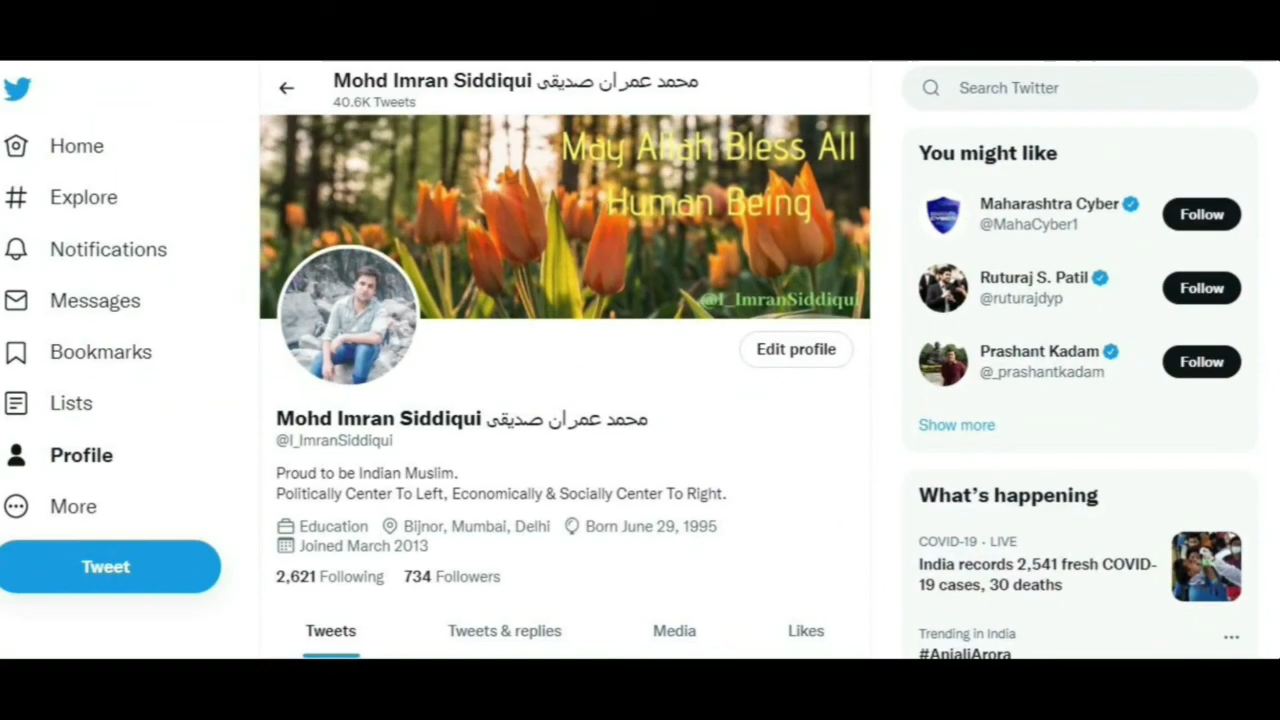 Mohd Imran Siddiqui محمد عمران صدیقی
40.6K Tweets
Search Twitter
Home
Explore
Notifications
Messages
Bookmarks
Lists
Profile
More
Tweet
May Allah Bless All
Human Being
@I_ImranSiddiqui
Edit profile
Mohd Imran Siddiqui محمد عمران صدیقی
@I_ImranSiddiqui
Proud to be Indian Muslim.
Politically Center To Left, Economically & Socially Center To Right.
Education Bijnor, Mumbai, Delhi Born June 29, 1995
Joined March 2013
2,621 Following 734 Followers
Tweets Tweets & replies Media Likes
You might like
Maharashtra Cyber
@MahaCyber1
Follow
Ruturaj S. Patil
@ruturajdyp
Follow
Prashant Kadam
@_prashantkadam
Follow
Show more
What's happening
COVID-19 · LIVE
India records 2,541 fresh COVID-
19 cases, 30 deaths
Trending in India
#AnjaliArora